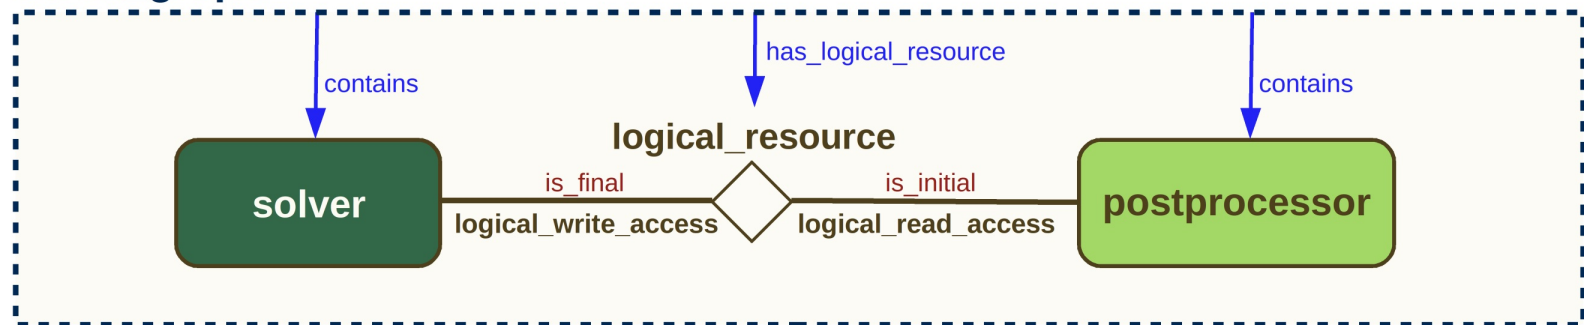 has_logical_resource
contains
contains
logical_resource
is_final
is_initial
solver
postprocessor
logical_write_access
logical_read_access